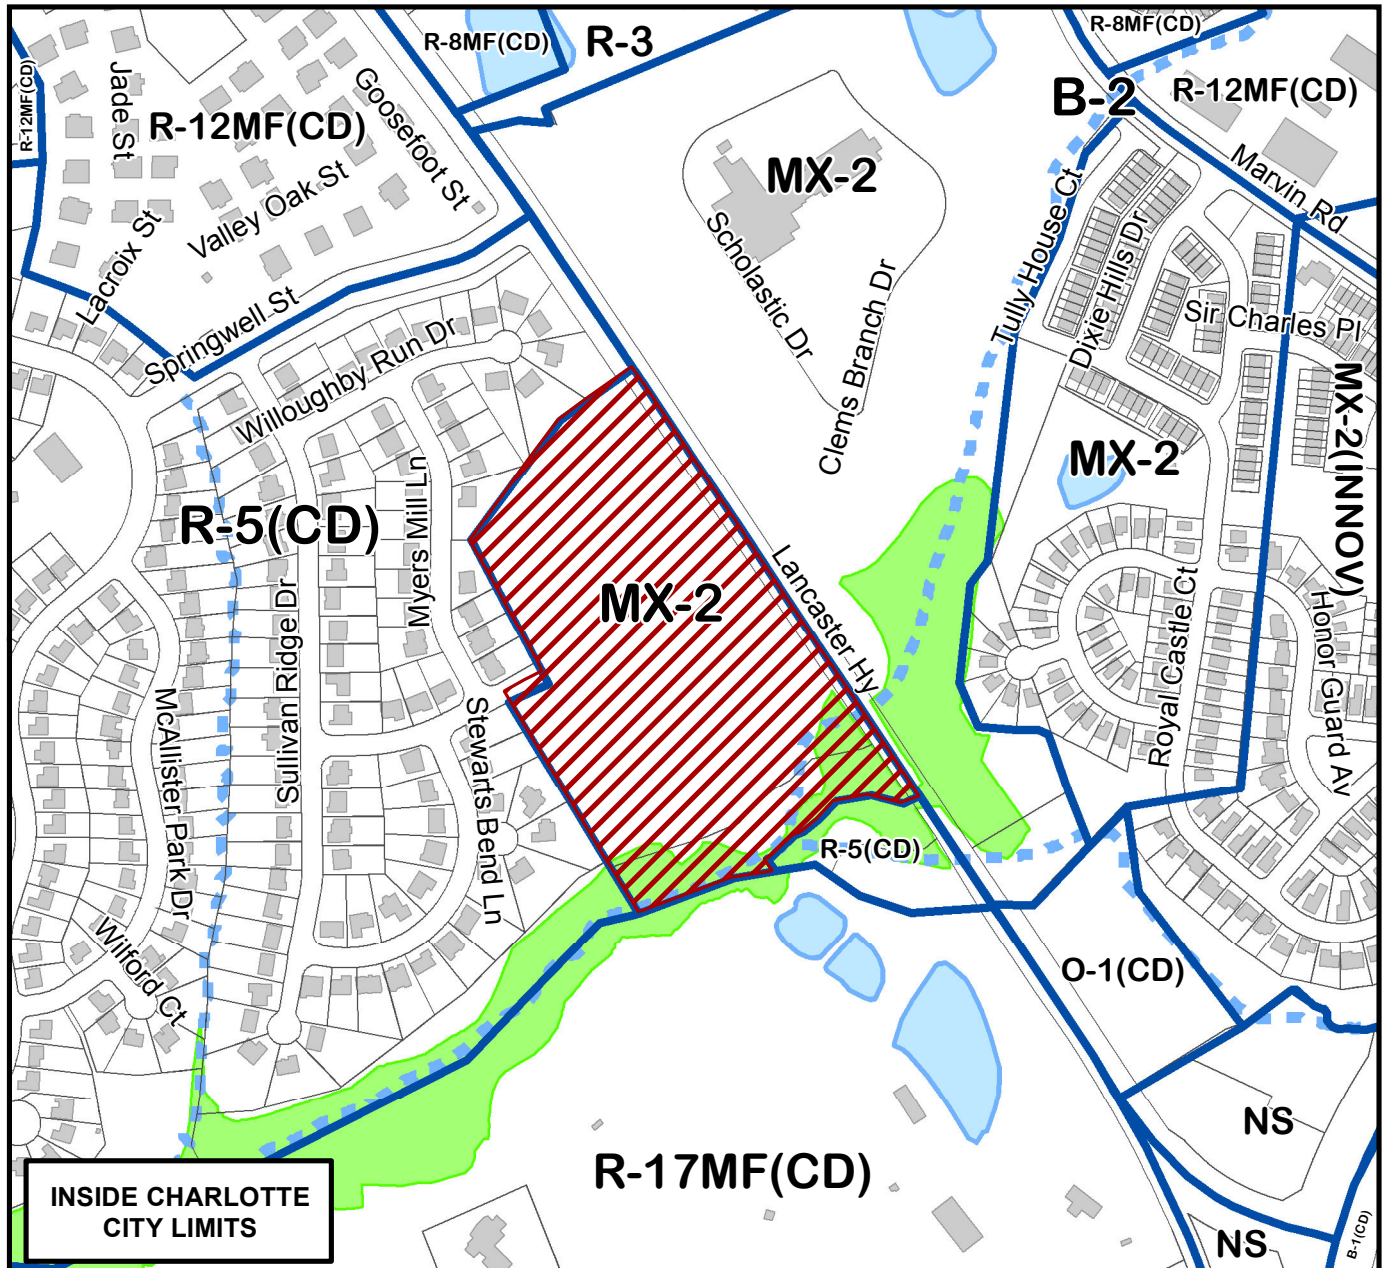 R-8MF(CD)
R-3
R-8MF(CD)
R-12MF(CD)
Jade St
R-12MF(CD)
Goosefoot St
B-2
R-12MF(CD)
Marvin Rd
MX-2
Valley Oak St
Lacroix St
Springwell St
Scholastic Dr
Clems Branch Dr
Tully House Ct
Dixie Hills Dr
Sir Charles Pl
Willoughby Run Dr
MX-2(INNOV)
MX-2
R-5(CD)
Myers Mill Ln
MX-2
Lancaster Hy
Sullivan Ridge Dr
McAllister Park Dr
Stewarts Bend Ln
Royal Castle Ct
Honor Guard Av
R-5(CD)
Wilford Ct
O-1(CD)
NS
R-17MF(CD)
INSIDE CHARLOTTE
CITY LIMITS
NS
B-1(CD)